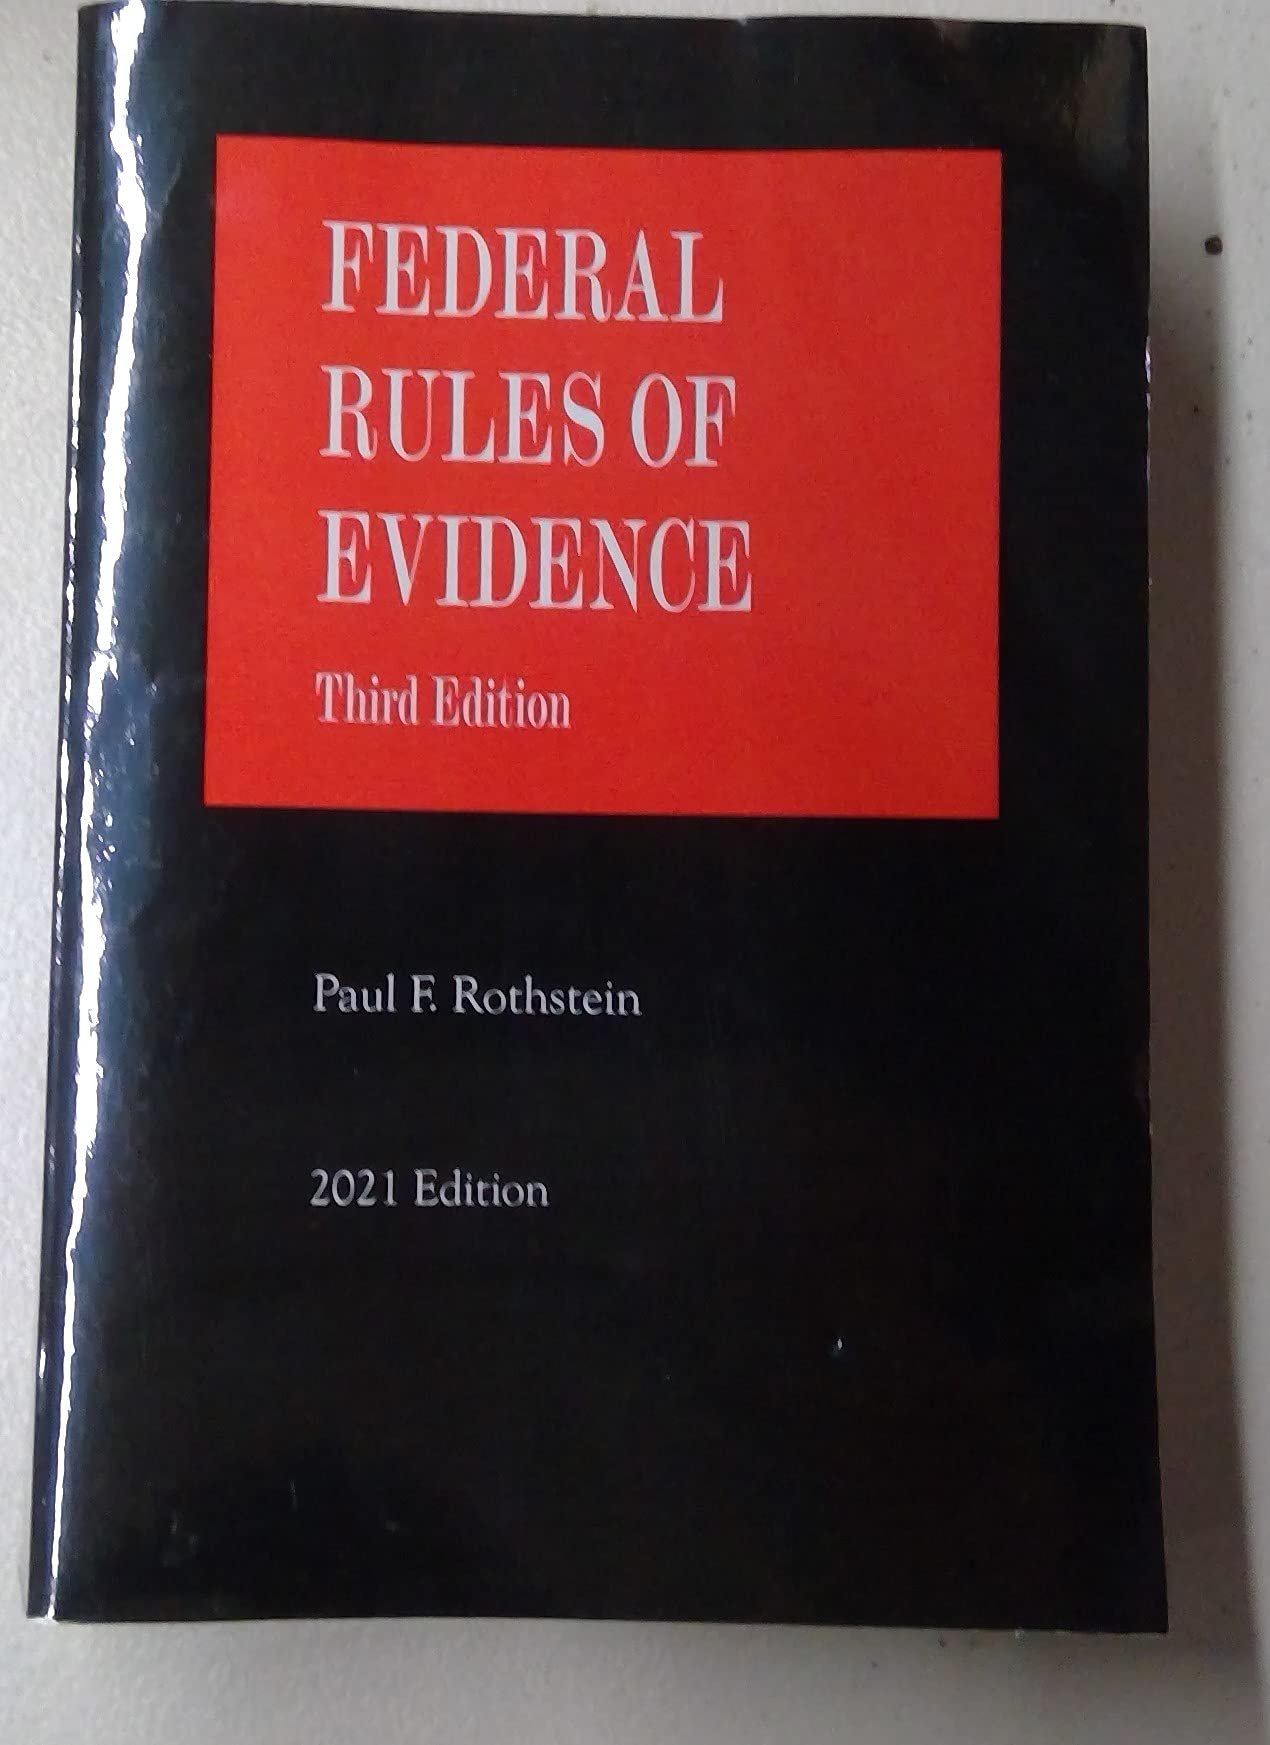 FEDERAL
RULES OF
EVIDENCE
Third Edition
Paul F. Rothstein
2021 Edition